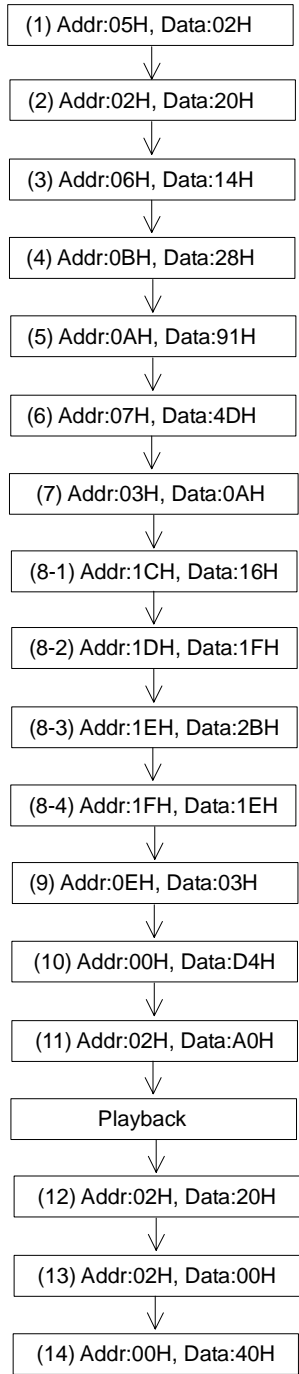 (1) Addr:05H, Data:02H
(2) Addr:02H, Data:20H
(3) Addr:06H, Data:14H
(4) Addr:0BH, Data:28H
(5) Addr:0AH, Data:91H
(6) Addr:07H, Data:4DH
(7) Addr:03H, Data:0AH
(8-1) Addr:1CH, Data:16H
(8-2) Addr:1DH, Data:1FH
(8-3) Addr:1EH, Data:2BH
(8-4) Addr:1FH, Data:1EH
(9) Addr:0EH, Data:03H
(10) Addr:00H, Data:D4H
(11) Addr:02H, Data:A0H
Playback
(12) Addr:02H, Data:20H
(13) Addr:02H, Data:00H
(14) Addr:00H, Data:40H